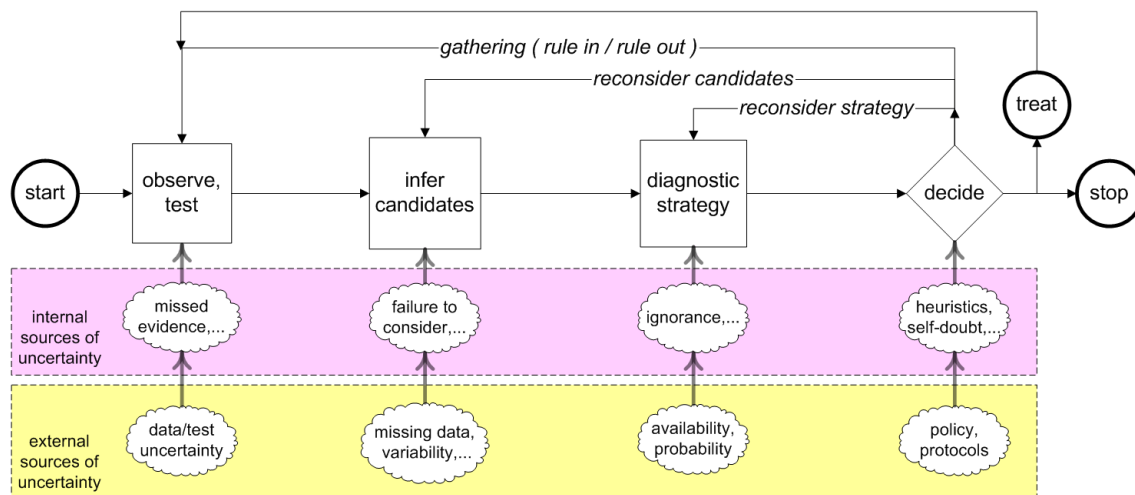 gathering ( rule in / rule out )
reconsider candidates
reconsider strategy
treat
start
observe,
test
infer
candidates
diagnostic
strategy
decide
stop
internal
sources of
uncertainty
missed
evidence,...
failure to
consider,...
ignorance,...
heuristics,
self-doubt,...
external
sources of
uncertainty
data/test
uncertainty
missing data,
variability,...
availability,
probability
policy,
protocols